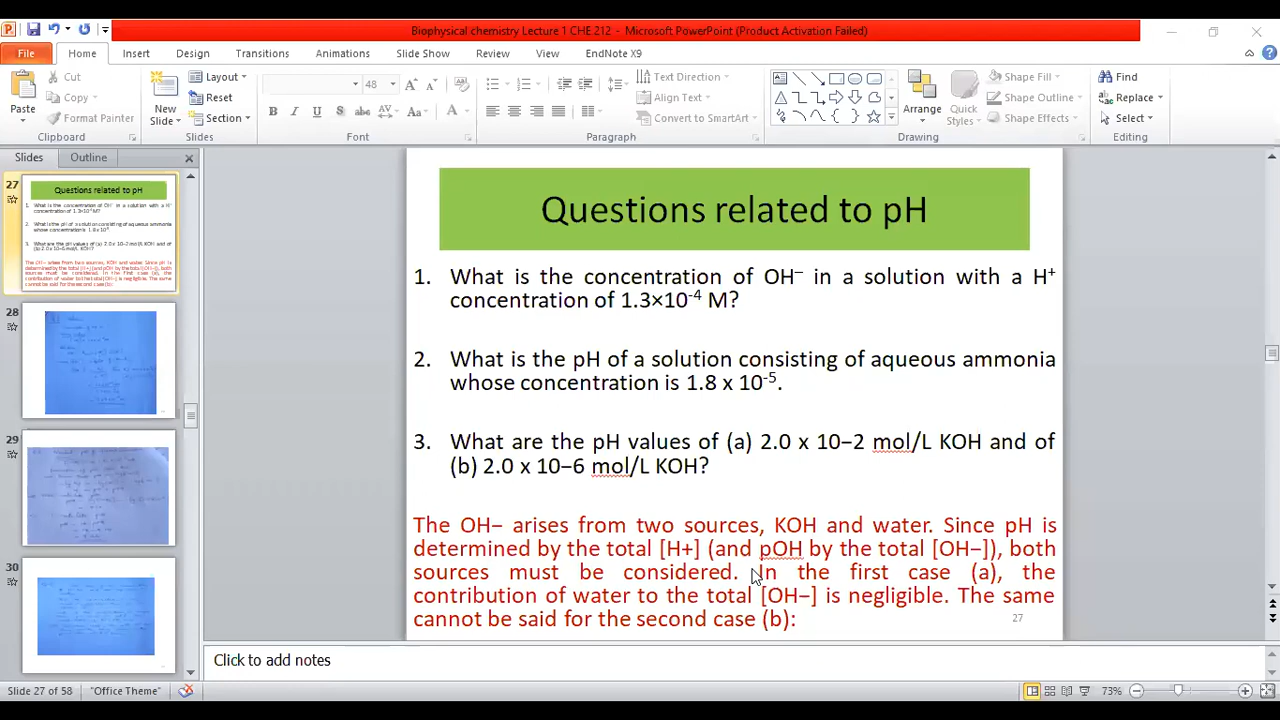 Biophysical chemistry Lecture 1 CHE.212 - Microsoft PowerPoint (Product Activation Failed)
File Home Insert Design Transitions Animations Slide Show Review View EndNote X9
Cut
Copy
Format Painter
Paste
Clipboard
New Slide
Layout
Reset
Section
Slides
48
Font
Paragraph
Text Direction
Align Text
Convert to SmartArt
Arrange
Quick Styles
Shape Fill
Shape Outline
Shape Effects
Drawing
Find
Replace
Select
Editing
Slides Outline
27
28
29
30
Questions related to pH
1. What is the concentration of OH⁻ in a solution with a H⁺
concentration of 1.3×10⁻⁴ M?
2. What is the pH of a solution consisting of aqueous ammonia
whose concentration is 1.8 x 10⁻⁵.
3. What are the pH values of (a) 2.0 x 10−2 mol/L KOH and of
(b) 2.0 x 10−6 mol/L KOH?
The OH− arises from two sources, KOH and water. Since pH is
determined by the total [H+] (and pOH by the total [OH−]), both
sources must be considered. In the first case (a), the
contribution of water to the total [OH−] is negligible. The same
cannot be said for the second case (b):
27
Click to add notes
Slide 27 of 58 "Office Theme" 73%